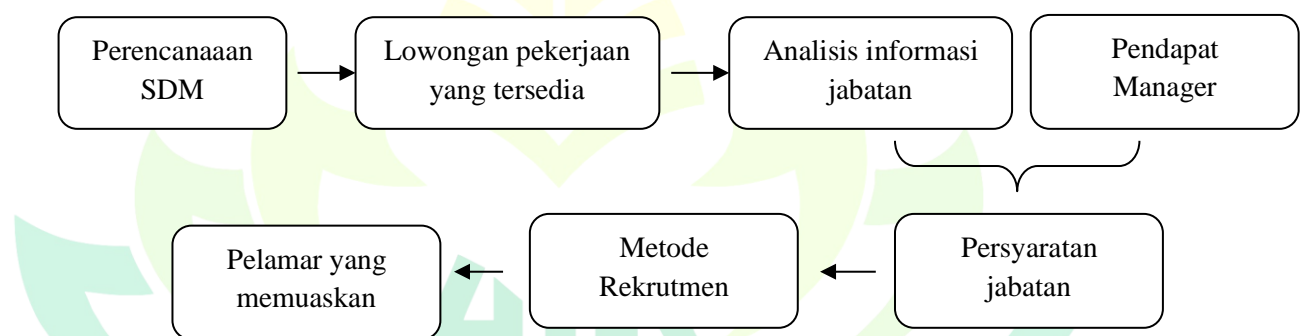 Perencanaaan
SDM
Lowongan pekerjaan
yang tersedia
Analisis informasi
jabatan
Pendapat
Manager
Persyaratan
jabatan
Metode
Rekrutmen
Pelamar yang
memuaskan